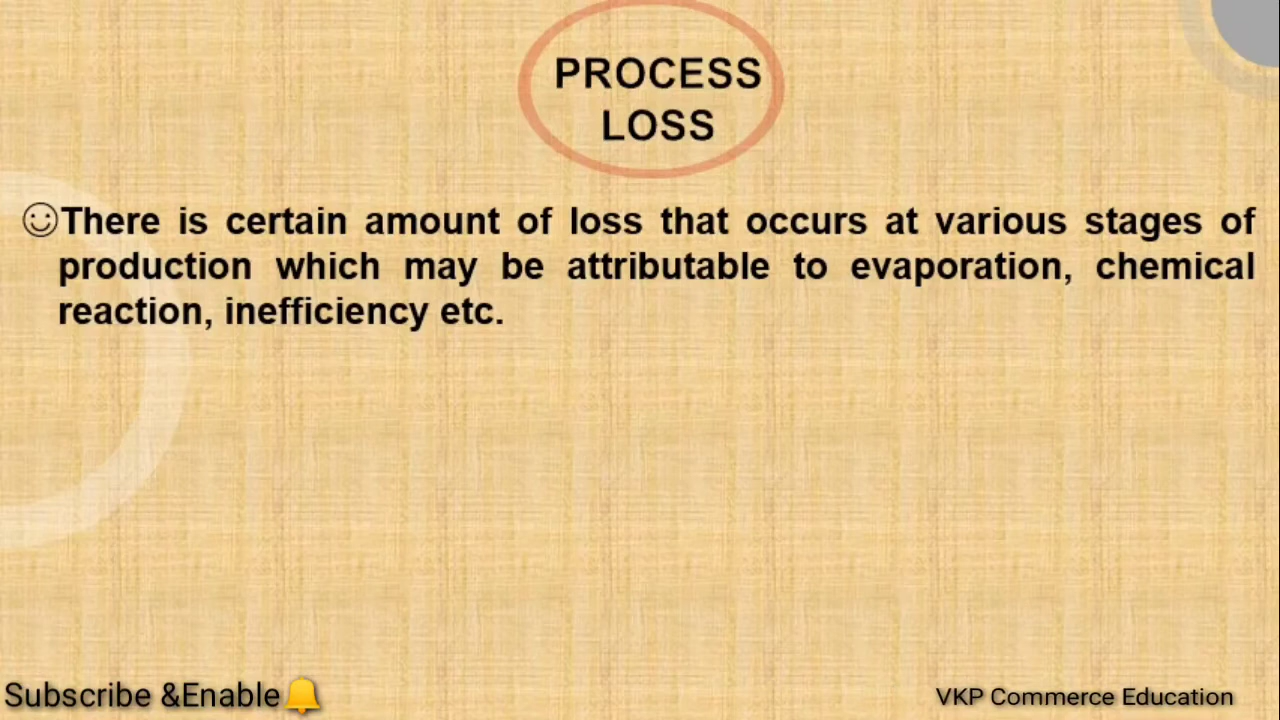 PROCESS
LOSS
☺There is certain amount of loss that occurs at various stages of
production which may be attributable to evaporation, chemical
reaction, inefficiency etc.
Subscribe &Enable🔔
VKP Commerce Education